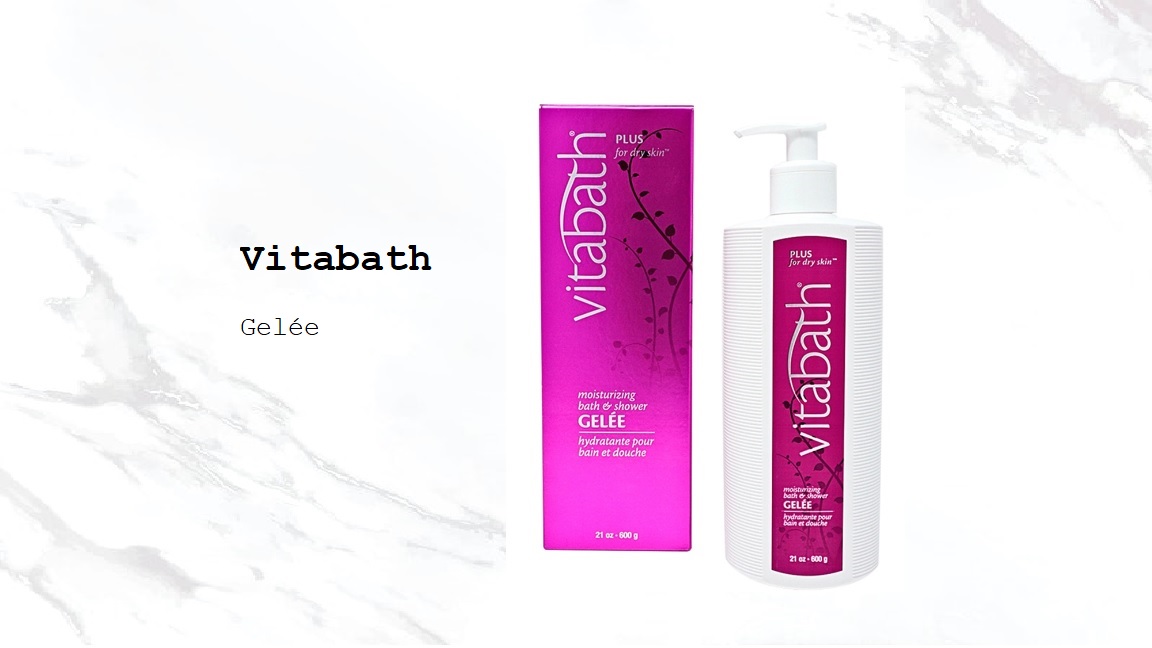 Vitabath
Gelée
vitabath®
PLUS
for dry skin™
moisturizing
bath & shower
GELÉE
hydratante pour
bain et douche
21 oz - 600 g
PLUS
for dry skin™
vitabath®
moisturizing
bath & shower
GELÉE
hydratante pour
bain et douche
21 oz - 600 g